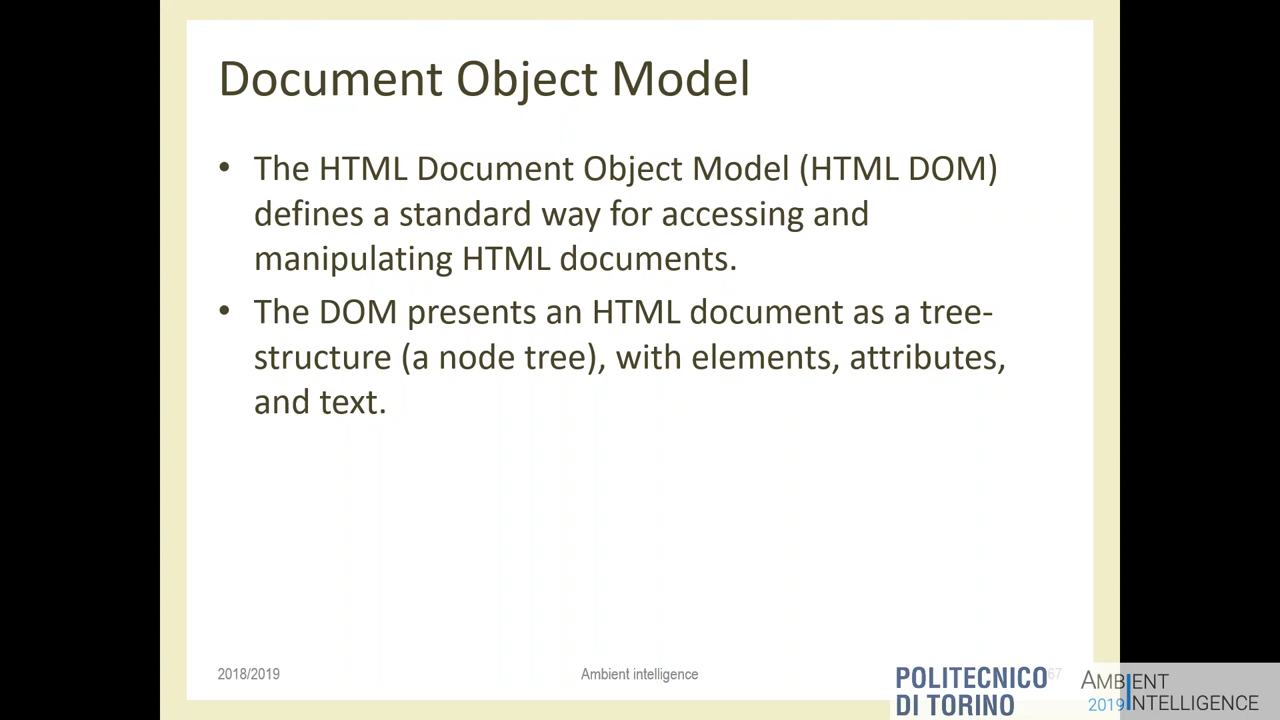 Document Object Model
• The HTML Document Object Model (HTML DOM)
defines a standard way for accessing and
manipulating HTML documents.
• The DOM presents an HTML document as a tree-
structure (a node tree), with elements, attributes,
and text.
2018/2019
Ambient intelligence
67
POLITECNICO
DI TORINO
AMBIENT
2019 INTELLIGENCE